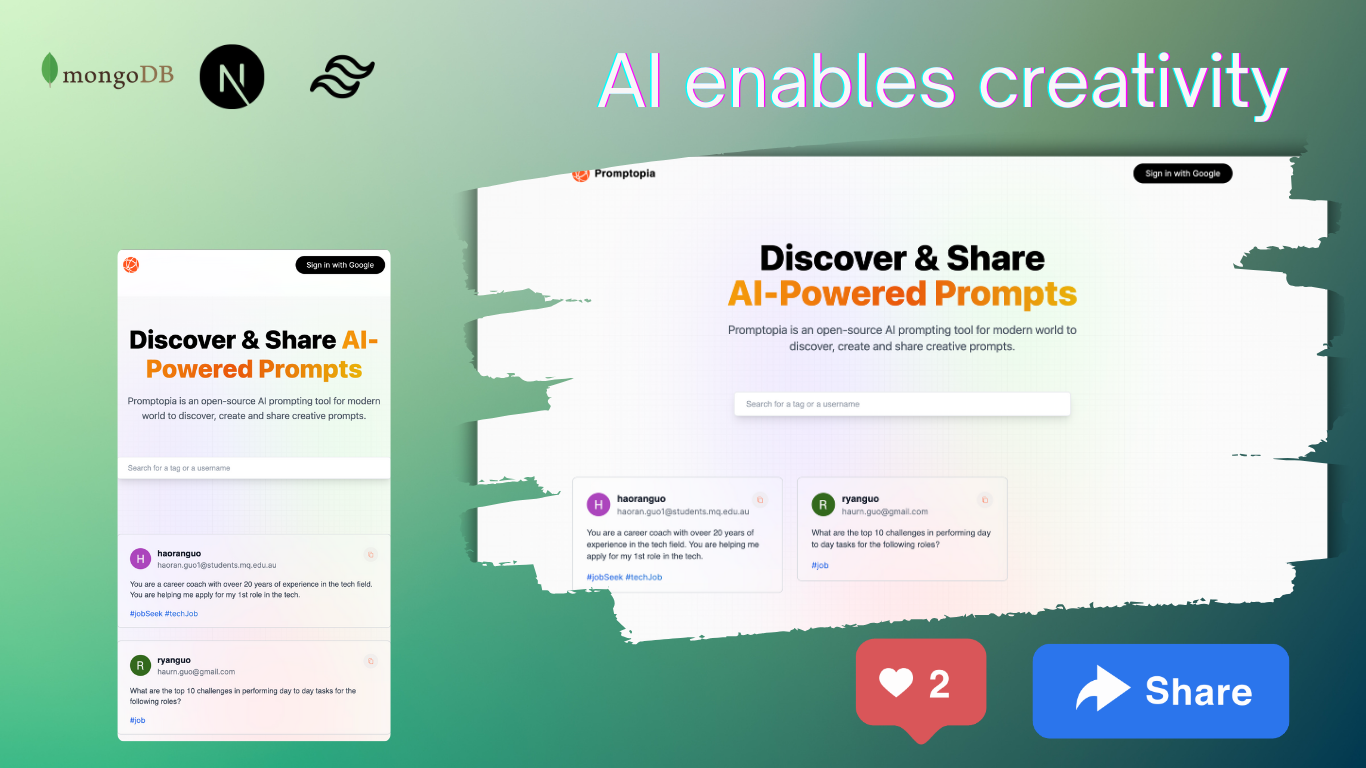 mongoDB
N
AI enables creativity
Promptopia
Sign in with Google
Discover & Share
AI-Powered Prompts
Promptopia is an open-source AI prompting tool for modern world to
discover, create and share creative prompts.
Search for a tag or a username
H
haoranguo
haoran.guo1@students.mq.edu.au
You are a career coach with oveer 20 years of
experience in the tech field. You are helping me
apply for my 1st role in the tech.
#jobSeek #techJob
R
ryanguo
haurn.guo@gmail.com
What are the top 10 challenges in performing day
to day tasks for the following roles?
#job
Sign in with Google
Discover & Share AI-
Powered Prompts
Promptopia is an open-source AI prompting tool for modern
world to discover, create and share creative prompts.
Search for a tag or a username
H
haoranguo
haoran.guo1@students.mq.edu.au
You are a career coach with oveer 20 years of experience in the tech field.
You are helping me apply for my 1st role in the tech.
#jobSeek #techJob
R
ryanguo
haurn.guo@gmail.com
What are the top 10 challenges in performing day to day tasks for the
following roles?
#job
2
Share